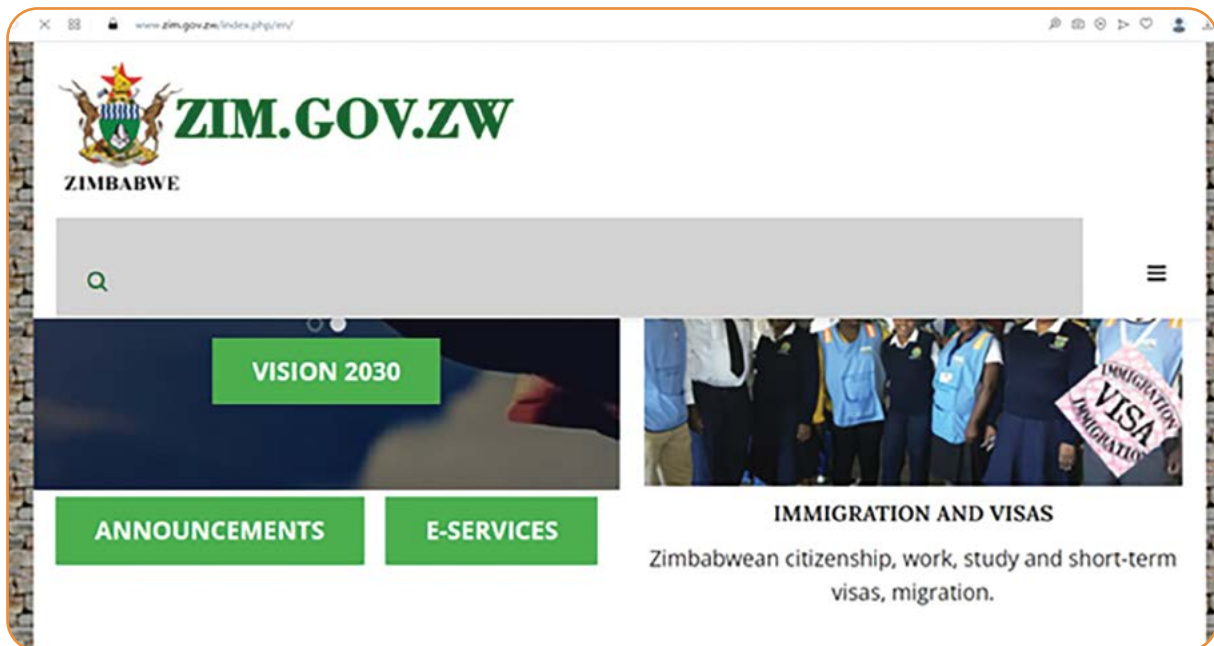 www.zim.gov.zw/index.php/en/
ZIM.GOV.ZW
ZIMBABWE
VISION 2030
IMMIGRATION
VISA
IMMIGRATION
ANNOUNCEMENTS
E-SERVICES
IMMIGRATION AND VISAS
Zimbabwean citizenship, work, study and short-term
visas, migration.